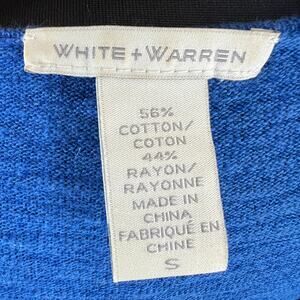 WHITE + WARREN
56%
COTTON/
COTON
44%
RAYON/
RAYONNE
MADE IN
CHINA
FABRIQUÉ EN
CHINE
S